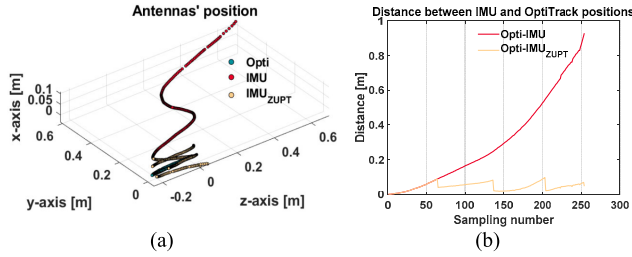 Antennas' position
Opti
IMU
IMU_ZUPT
x-axis [m]
0.1
0.05
0
0.6
0.4
0.2
0
y-axis [m]
-0.2
0
0.2
0.4
0.6
z-axis [m]
(a)
Distance between IMU and OptiTrack positions
Opti-IMU
Opti-IMU_ZUPT
Distance [m]
1
0.8
0.6
0.4
0.2
0
0 50 100 150 200 250 300
Sampling number
(b)